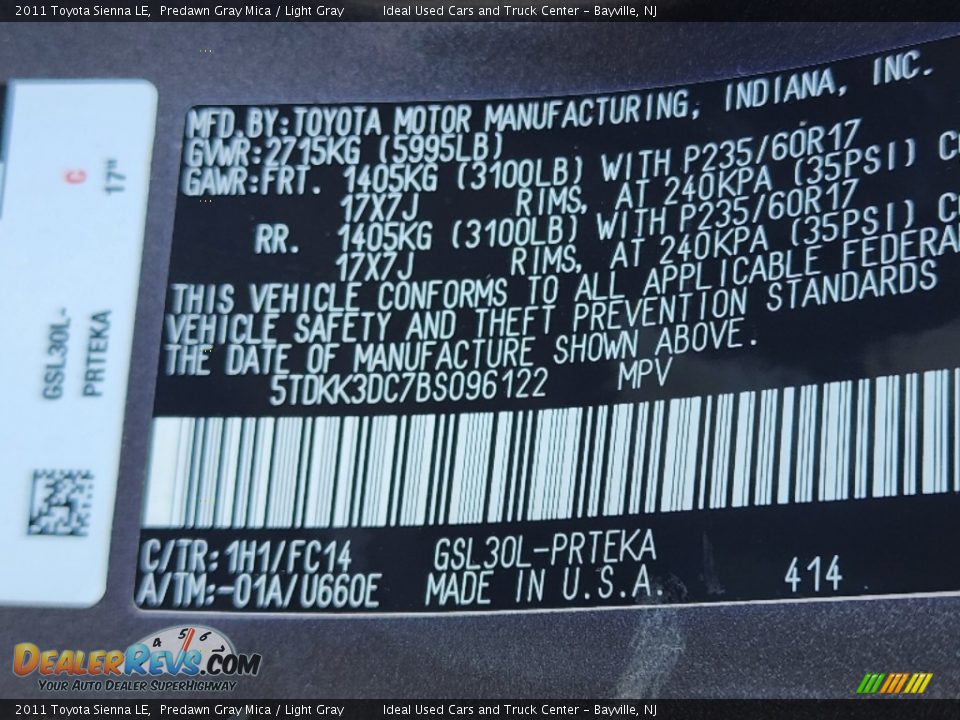 2011 Toyota Sienna LE,  Predawn Gray Mica / Light Gray    Ideal Used Cars and Truck Center - Bayville, NJ
MFD.BY:TOYOTA MOTOR MANUFACTURING, INDIANA, INC.
GVWR:2715KG (5995LB)
GAWR:FRT. 1405KG (3100LB) WITH P235/60R17
17X7J RIMS, AT 240KPA (35PSI)
RR. 1405KG (3100LB) WITH P235/60R17
17X7J RIMS, AT 240KPA (35PSI)
THIS VEHICLE CONFORMS TO ALL APPLICABLE FEDERA
VEHICLE SAFETY AND THEFT PREVENTION STANDARDS
THE DATE OF MANUFACTURE SHOWN ABOVE.
5TDKK3DC7BS096122 MPV
C/TR:1H1/FC14 GSL30L-PRTEKA
A/TM:-01A/U660E MADE IN U.S.A. 414
C
17"
GSL30L-
PRTEKA
4 5 6
DEALERREVS.COM
YOUR AUTO DEALER SUPERHIGHWAY
2011 Toyota Sienna LE,  Predawn Gray Mica / Light Gray    Ideal Used Cars and Truck Center - Bayville, NJ